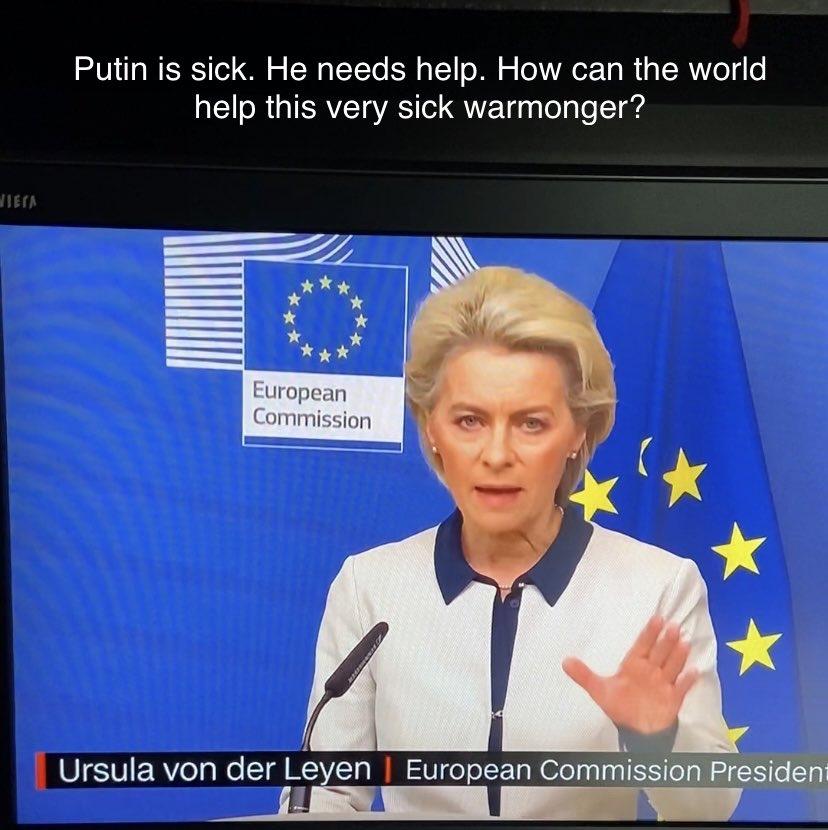 Putin is sick. He needs help. How can the world
help this very sick warmonger?
VIErA
European
Commission
Ursula von der Leyen | European Commission President